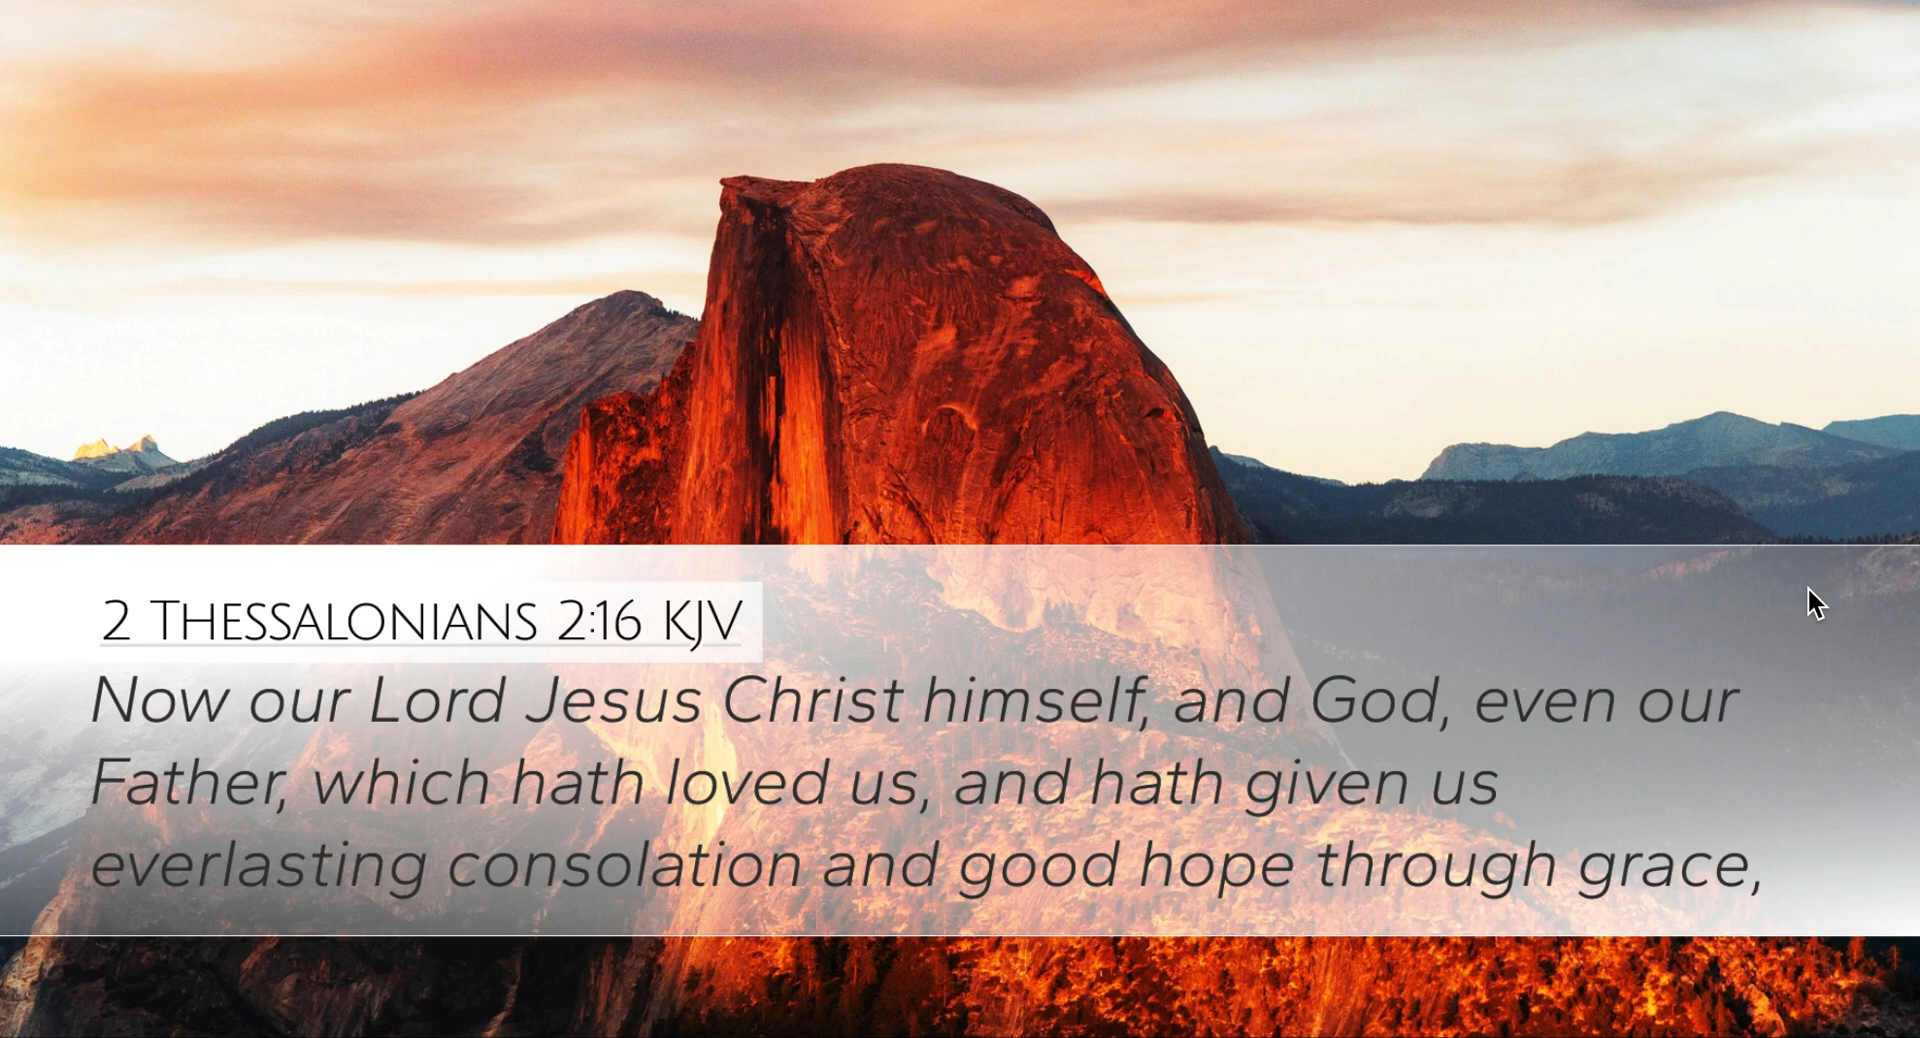 2 Thessalonians 2:16 KJV
Now our Lord Jesus Christ himself, and God, even our
Father, which hath loved us, and hath given us
everlasting consolation and good hope through grace,